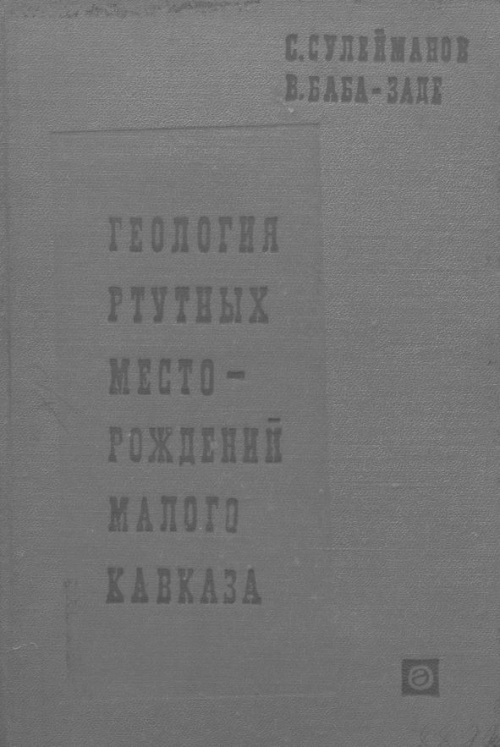 С. СУЛЕЙМАНОВ
В. БАБА-ЗАДЕ
ГЕОЛОГИЯ
РТУТНЫХ
МЕСТО-
РОЖДЕНИЙ
МАЛОГО
КАВКАЗА